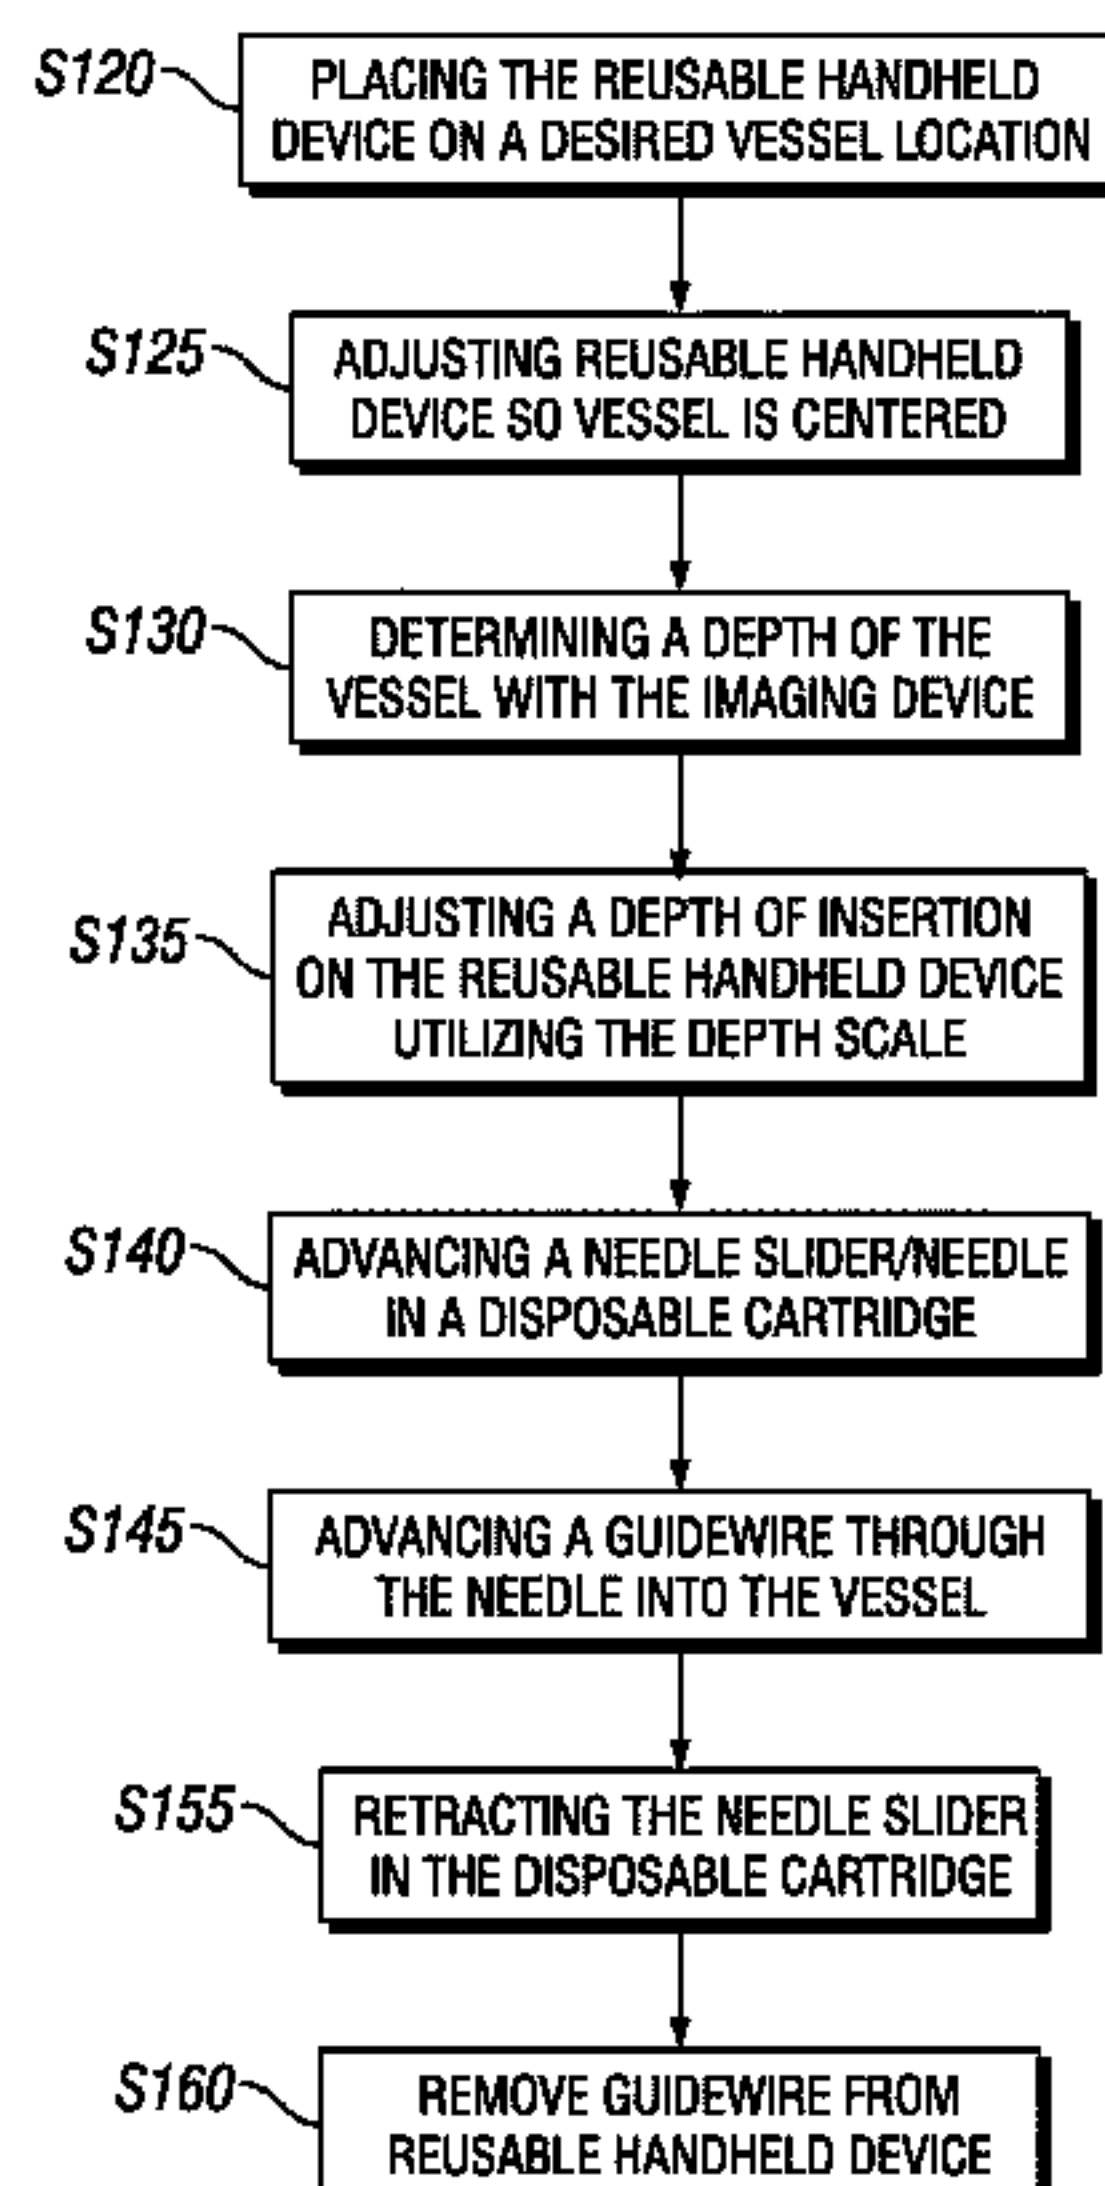 S120
PLACING THE REUSABLE HANDHELD
DEVICE ON A DESIRED VESSEL LOCATION
S125
ADJUSTING REUSABLE HANDHELD
DEVICE SO VESSEL IS CENTERED
S130
DETERMINING A DEPTH OF THE
VESSEL WITH THE IMAGING DEVICE
S135
ADJUSTING A DEPTH OF INSERTION
ON THE REUSABLE HANDHELD DEVICE
UTILIZING THE DEPTH SCALE
S140
ADVANCING A NEEDLE SLIDER/NEEDLE
IN A DISPOSABLE CARTRIDGE
S145
ADVANCING A GUIDEWIRE THROUGH
THE NEEDLE INTO THE VESSEL
S155
RETRACTING THE NEEDLE SLIDER
IN THE DISPOSABLE CARTRIDGE
S160
REMOVE GUIDEWIRE FROM
REUSABLE HANDHELD DEVICE